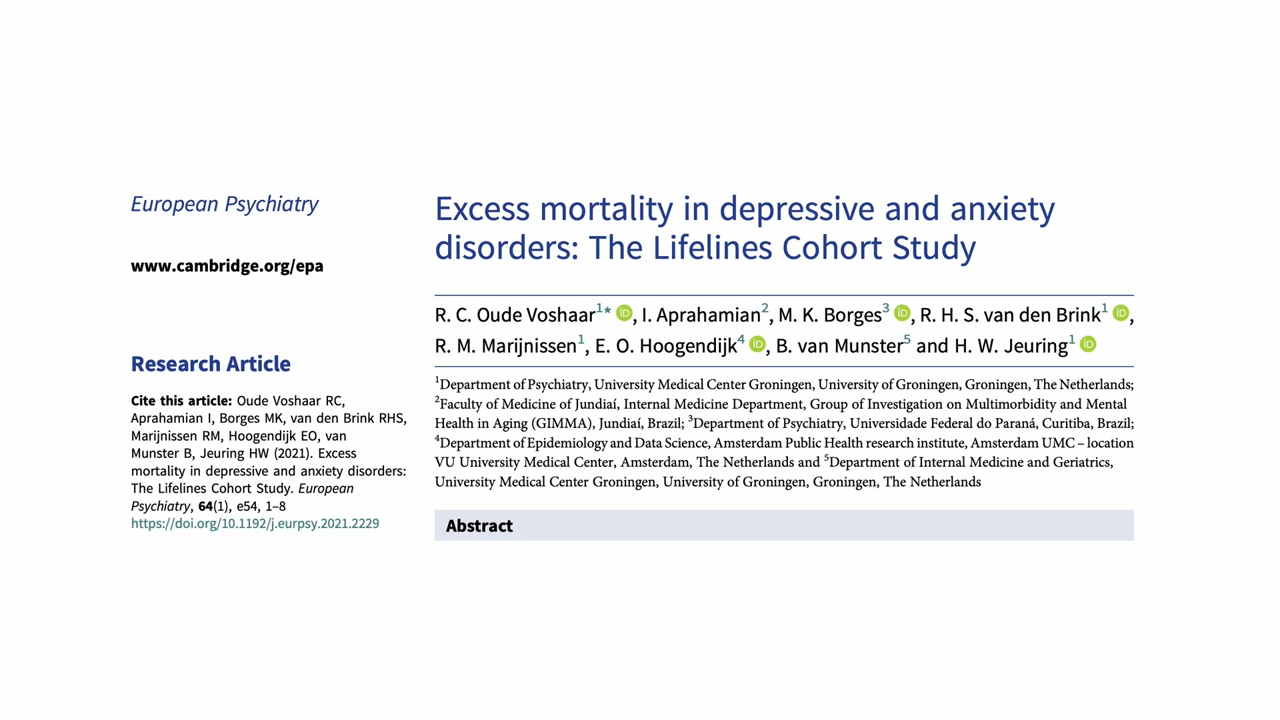 European Psychiatry
www.cambridge.org/epa
Research Article
Cite this article: Oude Voshaar RC,
Aprahamian I, Borges MK, van den Brink RHS,
Marijnissen RM, Hoogendijk EO, van
Munster B, Jeuring HW (2021). Excess
mortality in depressive and anxiety disorders:
The Lifelines Cohort Study. European
Psychiatry, 64(1), e54, 1–8
https://doi.org/10.1192/j.eurpsy.2021.2229
Excess mortality in depressive and anxiety
disorders: The Lifelines Cohort Study
R. C. Oude Voshaar1* iD, I. Aprahamian2, M. K. Borges3 iD, R. H. S. van den Brink1 iD,
R. M. Marijnissen1, E. O. Hoogendijk4 iD, B. van Munster5 and H. W. Jeuring1 iD
1Department of Psychiatry, University Medical Center Groningen, University of Groningen, Groningen, The Netherlands;
2Faculty of Medicine of Jundiaí, Internal Medicine Department, Group of Investigation on Multimorbidity and Mental
Health in Aging (GIMMA), Jundiaí, Brazil; 3Department of Psychiatry, Universidade Federal do Paraná, Curitiba, Brazil;
4Department of Epidemiology and Data Science, Amsterdam Public Health research institute, Amsterdam UMC – location
VU University Medical Center, Amsterdam, The Netherlands and 5Department of Internal Medicine and Geriatrics,
University Medical Center Groningen, University of Groningen, Groningen, The Netherlands
Abstract